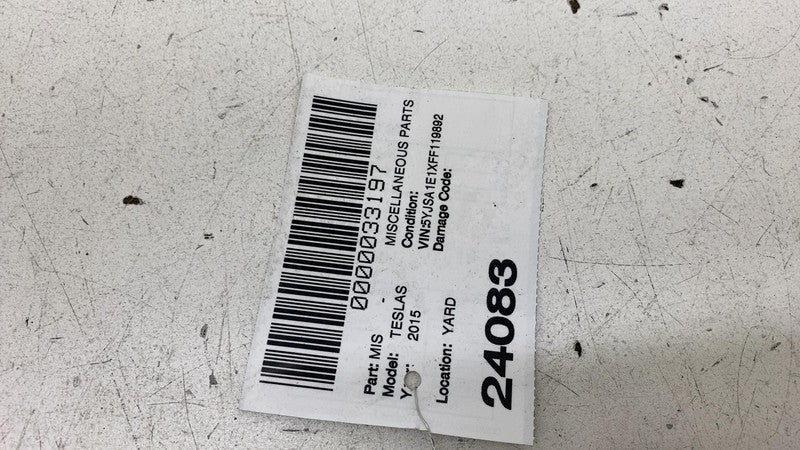 0000033197
Part: MIS - MISCELLANEOUS PARTS
Model: TESLAS Condition:
2015 VIN:5YJSA1E1XFF119892
Damage Code:
Location: YARD
24083